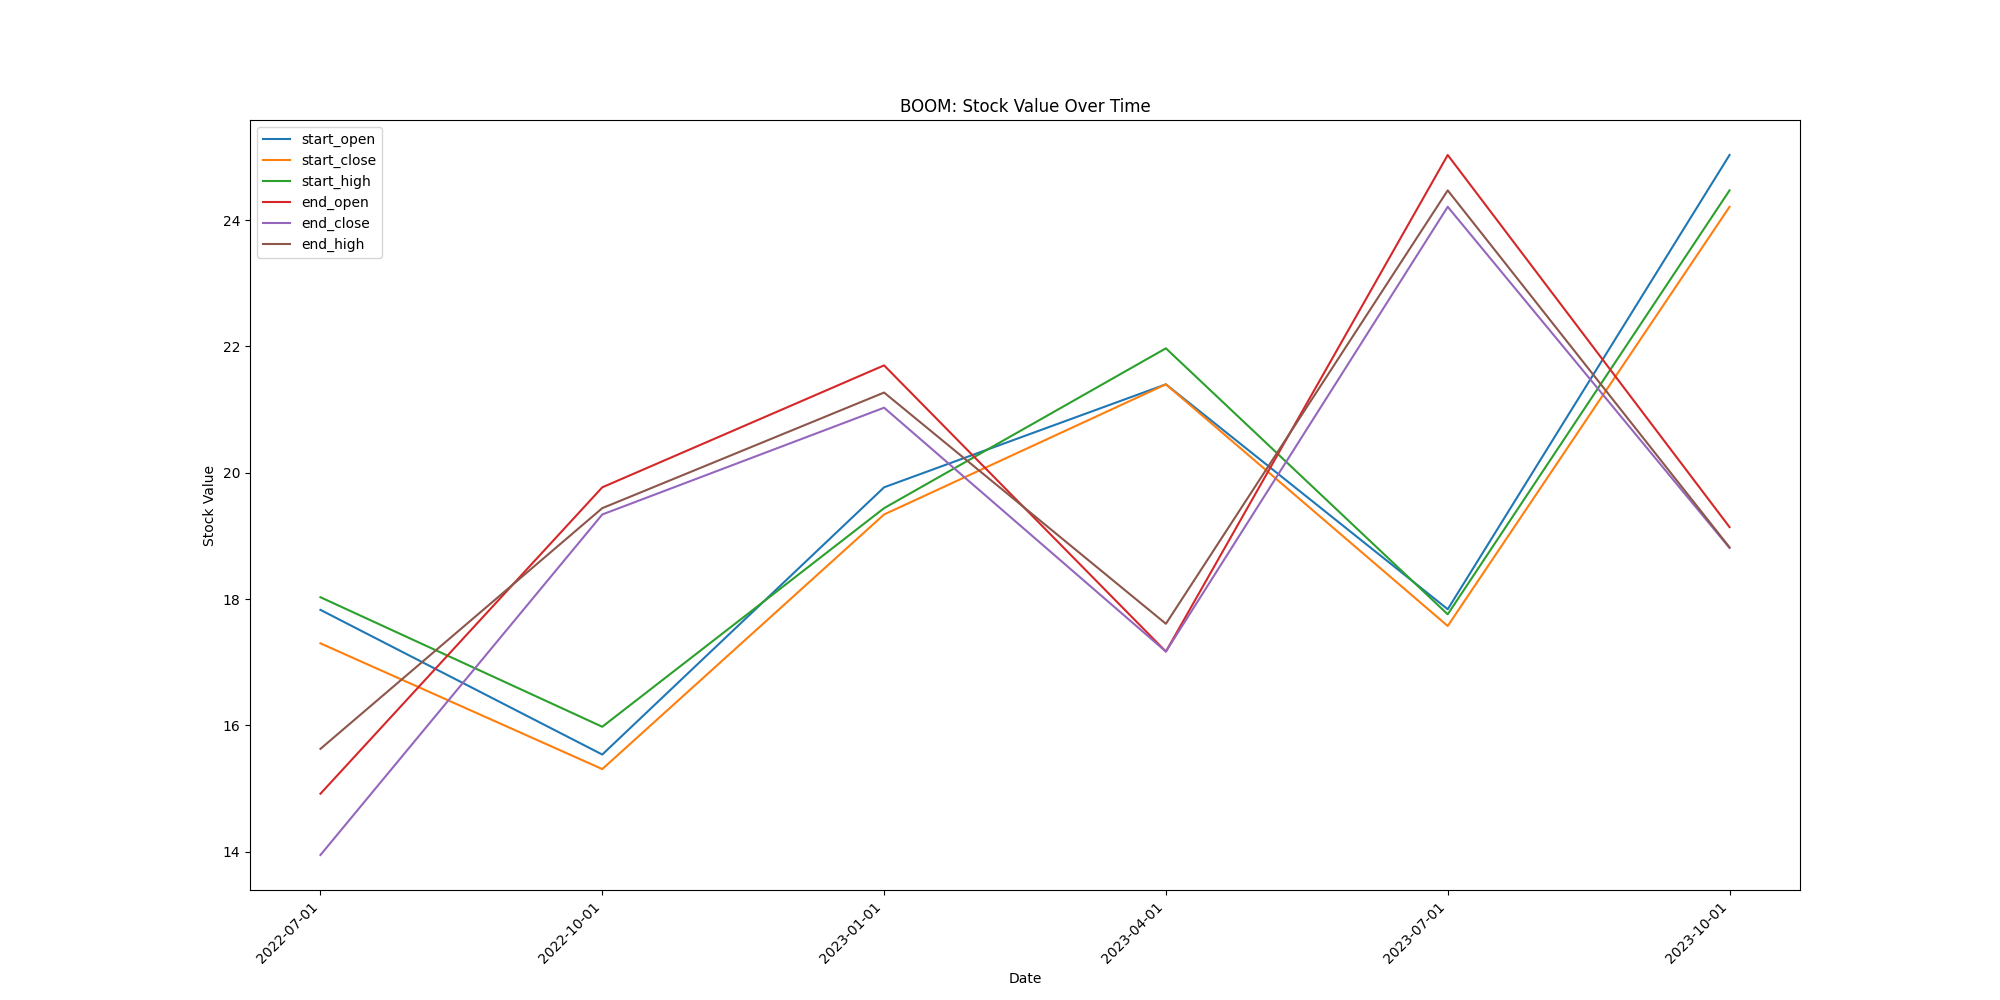 BOOM: Stock Value Over Time
start_open
start_close
start_high
end_open
end_close
end_high
Stock Value
24
22
20
18
16
14
2022-07-01
2022-10-01
2023-01-01
2023-04-01
2023-07-01
2023-10-01
Date